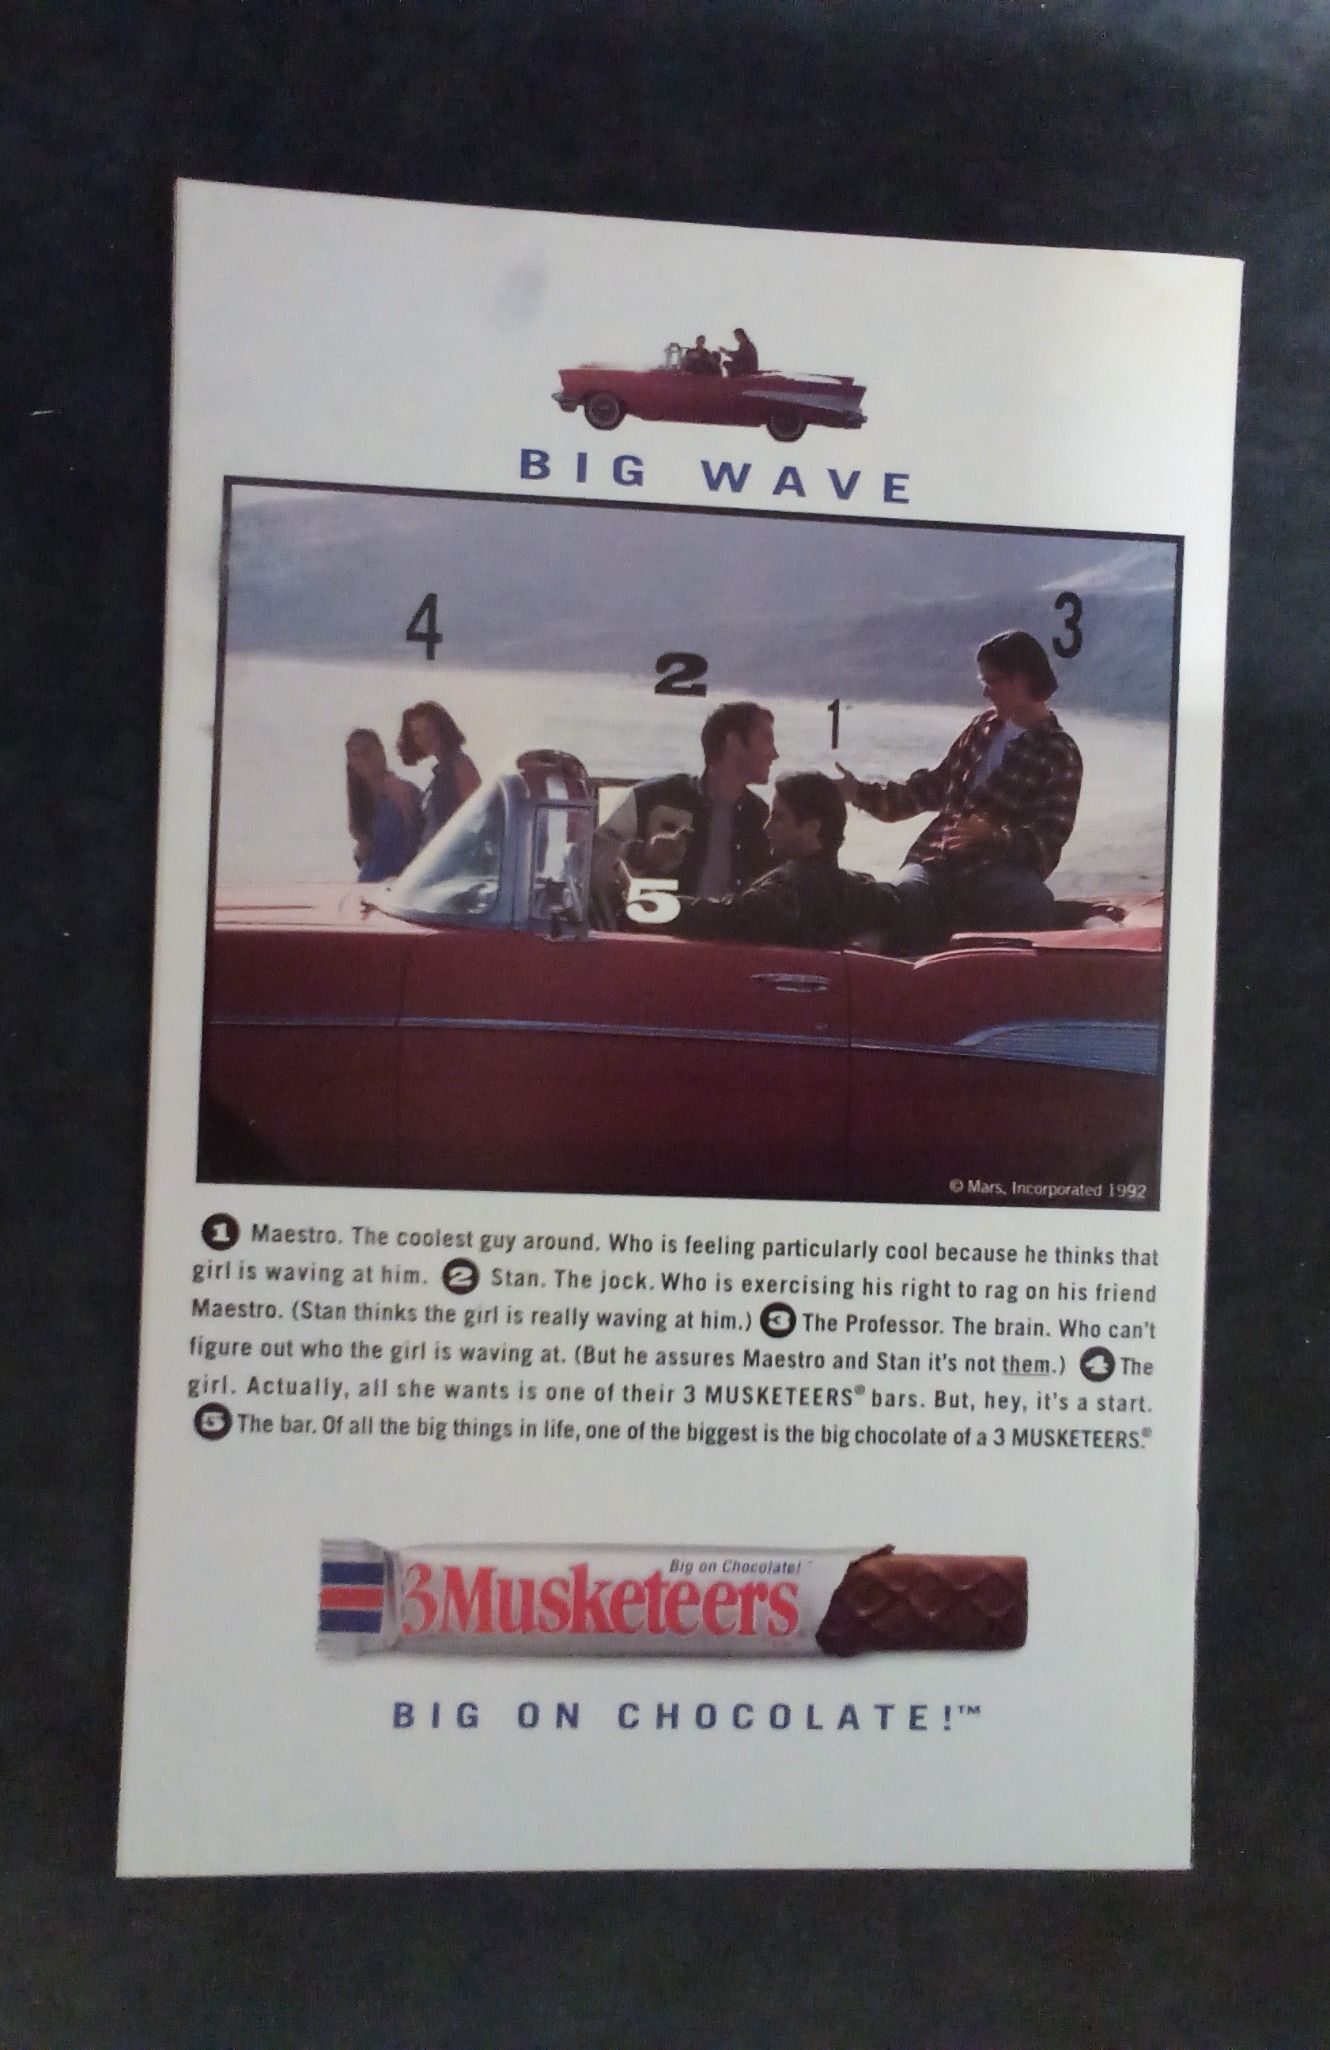 BIG WAVE
4
3
2
1
5
© Mars, Incorporated 1992
1 Maestro. The coolest guy around. Who is feeling particularly cool because he thinks that
girl is waving at him. 2 Stan. The jock. Who is exercising his right to rag on his friend
Maestro. (Stan thinks the girl is really waving at him.) 3 The Professor. The brain. Who can't
figure out who the girl is waving at. (But he assures Maestro and Stan it's not them.) 4 The
girl. Actually, all she wants is one of their 3 MUSKETEERS® bars. But, hey, it's a start.
5 The bar. Of all the big things in life, one of the biggest is the big chocolate of a 3 MUSKETEERS.®
Big on Chocolate!™
3Musketeers
BIG ON CHOCOLATE!™